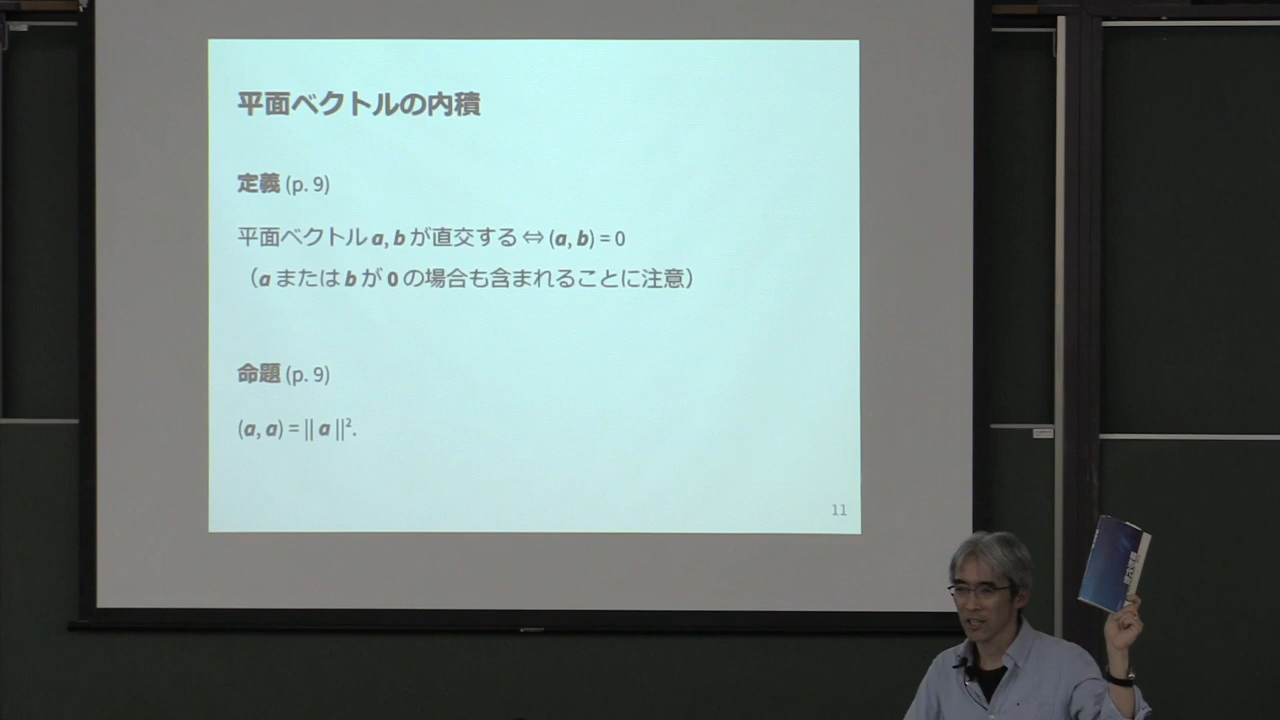 平面ベクトルの内積
定義 (p. 9)
平面ベクトル a, b が直交する ⇔ (a, b) = 0
（a または b が 0 の場合も含まれることに注意）
命題 (p. 9)
(a, a) = || a ||².
11